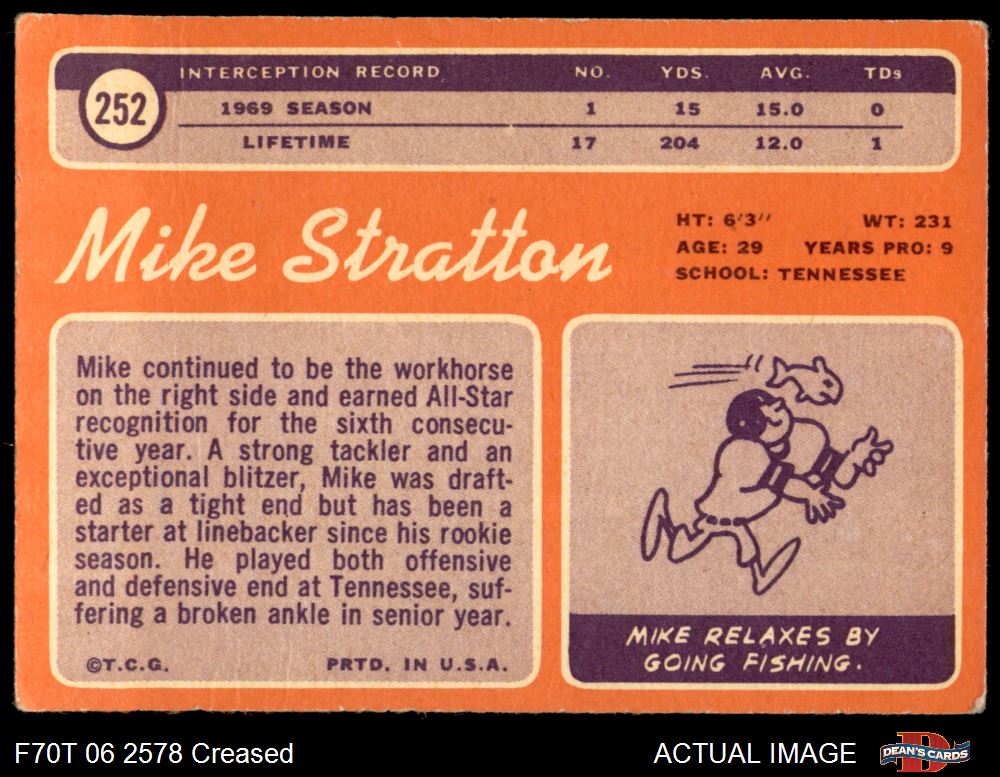 252
INTERCEPTION RECORD NO. YDS. AVG. TDs
1969 SEASON 1 15 15.0 0
LIFETIME 17 204 12.0 1
Mike Stratton
HT: 6'3'' WT: 231
AGE: 29 YEARS PRO: 9
SCHOOL: TENNESSEE
Mike continued to be the workhorse
on the right side and earned All-Star
recognition for the sixth consecu-
tive year. A strong tackler and an
exceptional blitzer, Mike was draft-
ed as a tight end but has been a
starter at linebacker since his rookie
season. He played both offensive
and defensive end at Tennessee, suf-
fering a broken ankle in senior year.
©T.C.G. PRTD. IN U.S.A.
MIKE RELAXES BY
GOING FISHING.
F70T 06 2578 Creased
ACTUAL IMAGE
D
DEAN'S CARDS